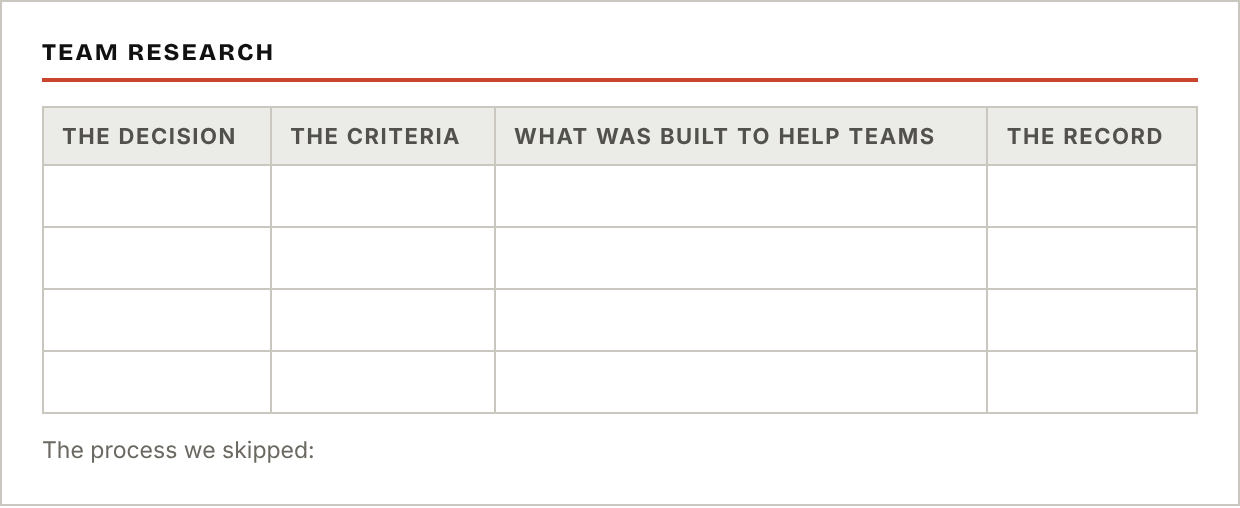 TEAM RESEARCH
THE DECISION THE CRITERIA WHAT WAS BUILT TO HELP TEAMS THE RECORD
The process we skipped: